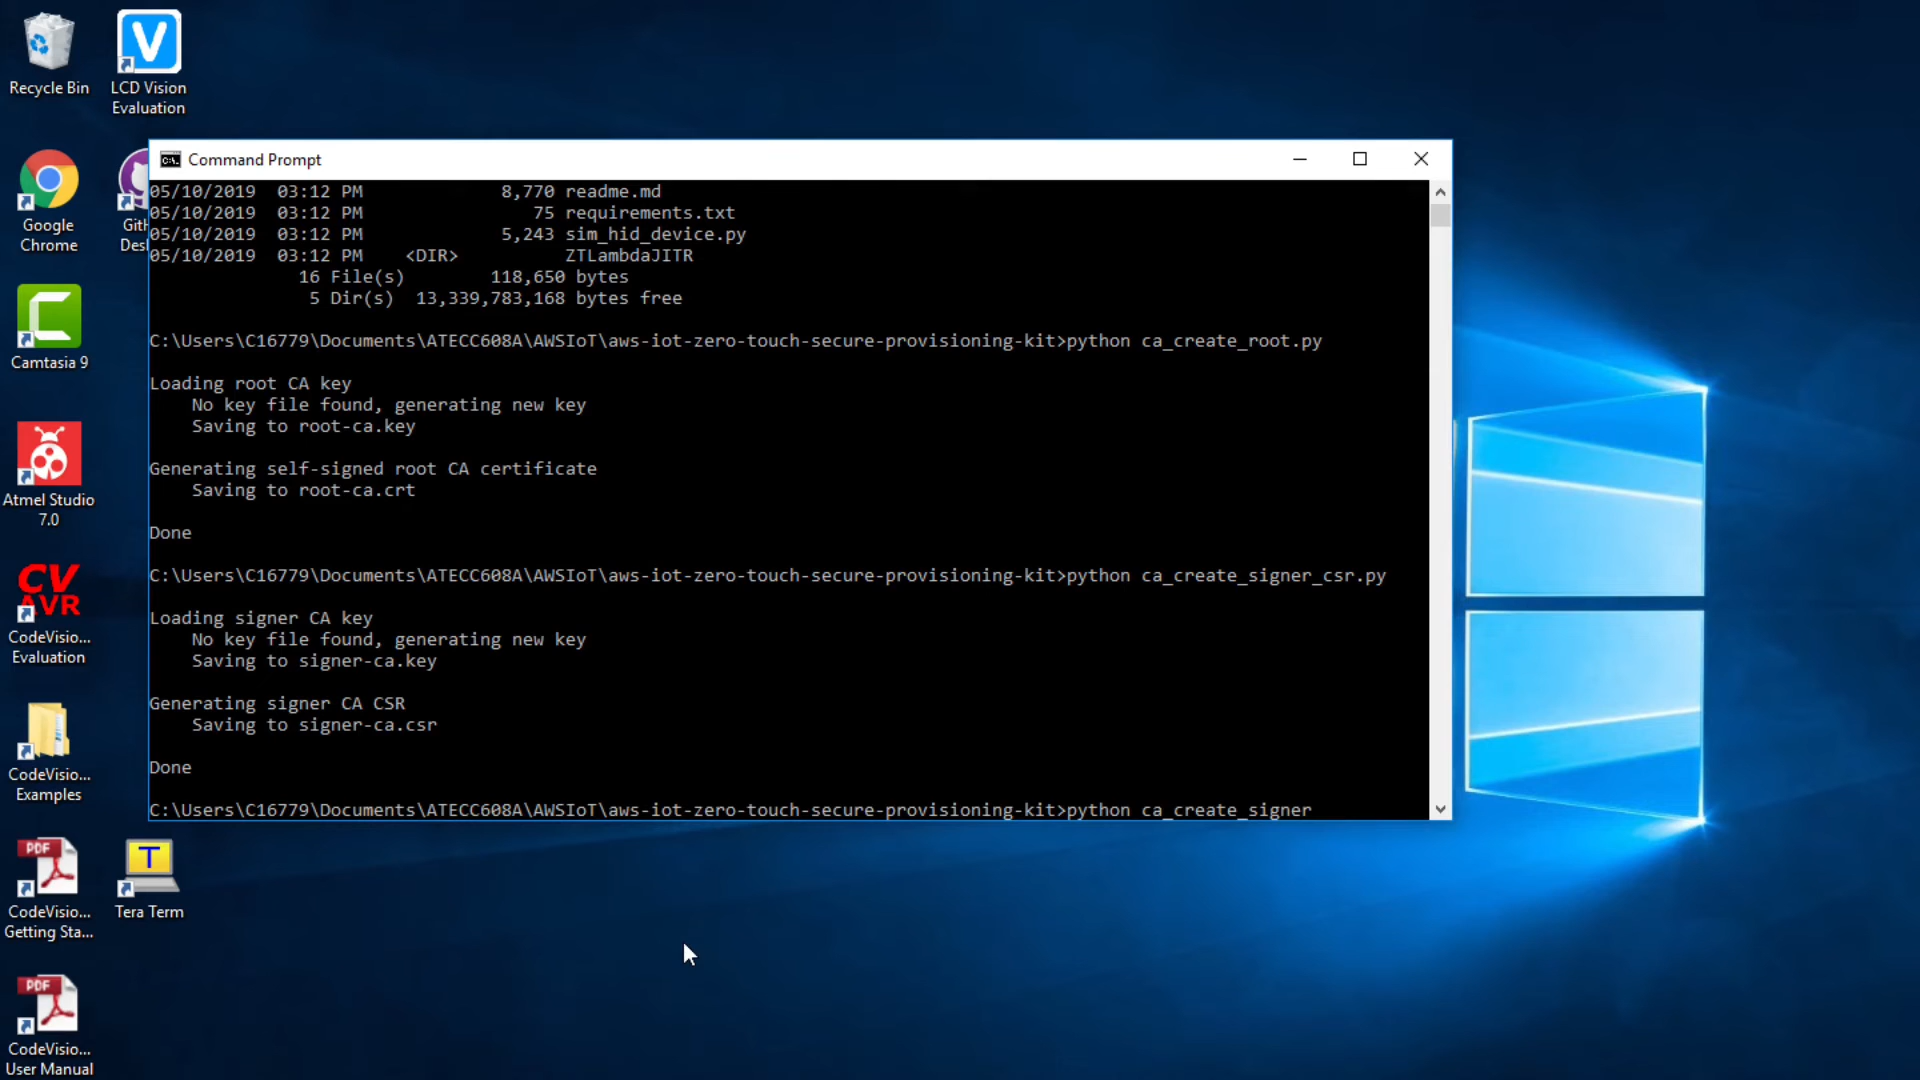 Recycle Bin
LCD Vision
Evaluation
Google
Chrome
Camtasia 9
Atmel Studio
7.0
CV
AVR
CodeVisio...
Evaluation
CodeVisio...
Examples
PDF
CodeVisio...
Getting Sta...
T
Tera Term
PDF
CodeVisio...
User Manual
Gith
Des
Command Prompt
05/10/2019  03:12 PM             8,770 readme.md
05/10/2019  03:12 PM                75 requirements.txt
05/10/2019  03:12 PM             5,243 sim_hid_device.py
05/10/2019  03:12 PM    <DIR>          ZTLambdaJITR
16 File(s)        118,650 bytes
5 Dir(s)  13,339,783,168 bytes free
C:\Users\C16779\Documents\ATECC608A\AWSIoT\aws-iot-zero-touch-secure-provisioning-kit>python ca_create_root.py
Loading root CA key
No key file found, generating new key
Saving to root-ca.key
Generating self-signed root CA certificate
Saving to root-ca.crt
Done
C:\Users\C16779\Documents\ATECC608A\AWSIoT\aws-iot-zero-touch-secure-provisioning-kit>python ca_create_signer_csr.py
Loading signer CA key
No key file found, generating new key
Saving to signer-ca.key
Generating signer CA CSR
Saving to signer-ca.csr
Done
C:\Users\C16779\Documents\ATECC608A\AWSIoT\aws-iot-zero-touch-secure-provisioning-kit>python ca_create_signer